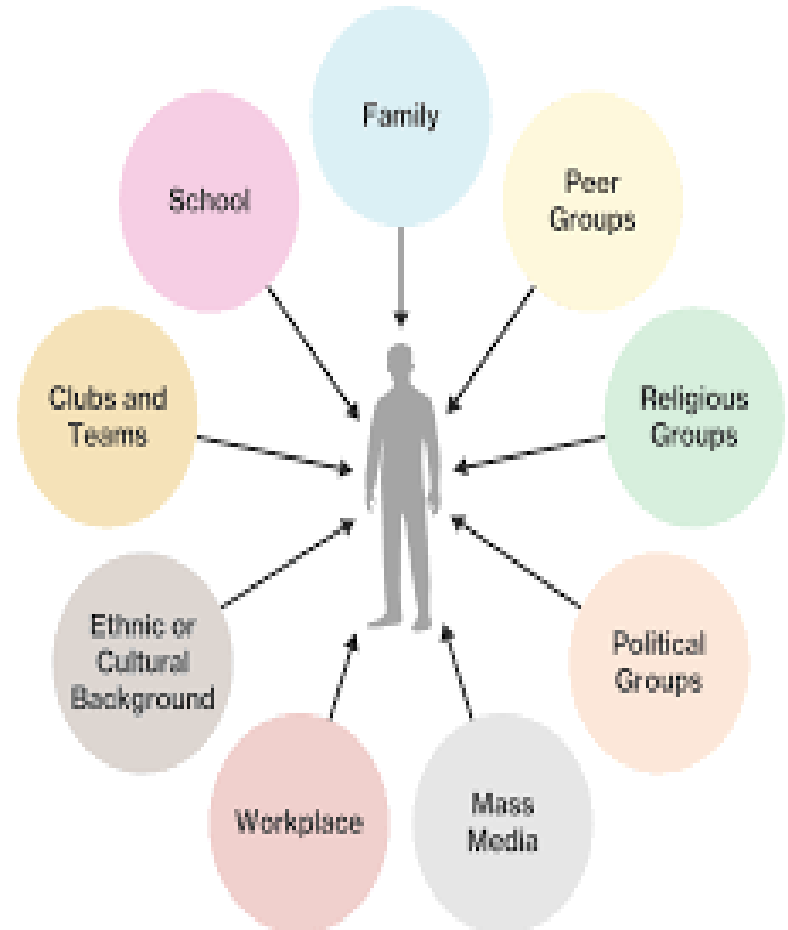 Family
School
Peer
Groups
Clubs and
Teams
Religious
Groups
Ethnic or
Cultural
Background
Political
Groups
Workplace
Mass
Media